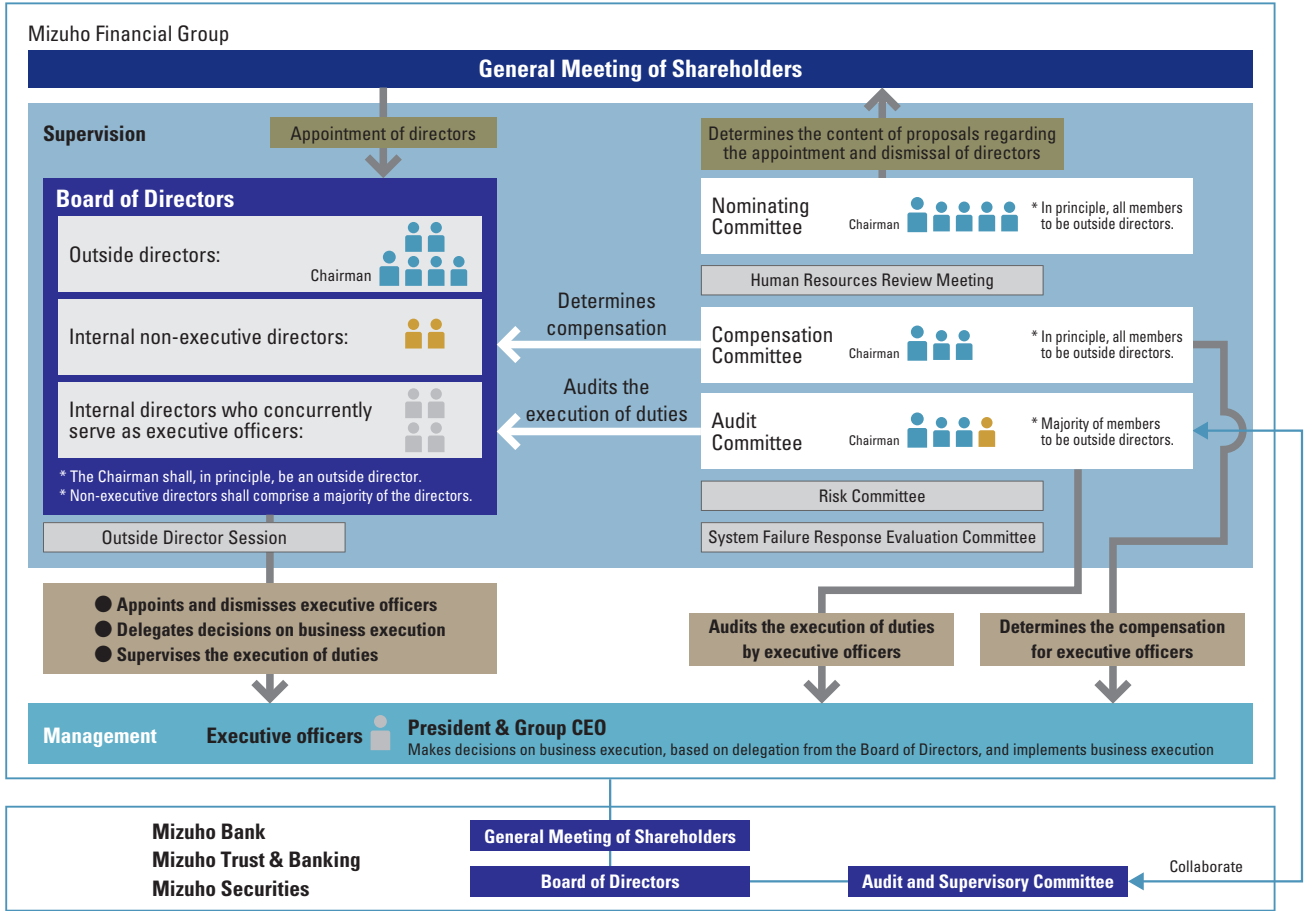 Mizuho Financial Group
General Meeting of Shareholders
Supervision
Appointment of directors
Determines the content of proposals regarding
the appointment and dismissal of directors
Board of Directors
Outside directors:
Chairman
Internal non-executive directors:
Internal directors who concurrently
serve as executive officers:
* The Chairman shall, in principle, be an outside director.
* Non-executive directors shall comprise a majority of the directors.
Outside Director Session
Determines
compensation
Audits the
execution of duties
Nominating
Committee
Chairman
* In principle, all members
to be outside directors.
Human Resources Review Meeting
Compensation
Committee
Chairman
* In principle, all members
to be outside directors.
Audit
Committee
Chairman
* Majority of members
to be outside directors.
Risk Committee
System Failure Response Evaluation Committee
● Appoints and dismisses executive officers
● Delegates decisions on business execution
● Supervises the execution of duties
Audits the execution of duties
by executive officers
Determines the compensation
for executive officers
Management
Executive officers
President & Group CEO
Makes decisions on business execution, based on delegation from the Board of Directors, and implements business execution
Mizuho Bank
Mizuho Trust & Banking
Mizuho Securities
General Meeting of Shareholders
Board of Directors
Audit and Supervisory Committee
Collaborate